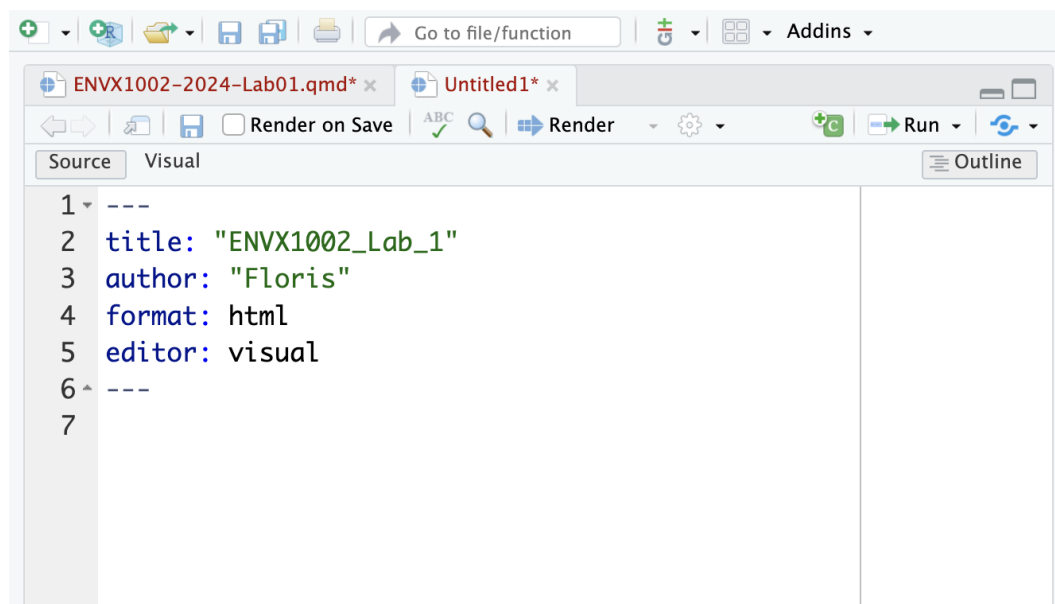 Go to file/function
Addins
ENVX1002-2024-Lab01.qmd*
Untitled1*
Render on Save
ABC
Render
Run
Source
Visual
Outline
1 ---
2 title: "ENVX1002_Lab_1"
3 author: "Floris"
4 format: html
5 editor: visual
6 ---
7